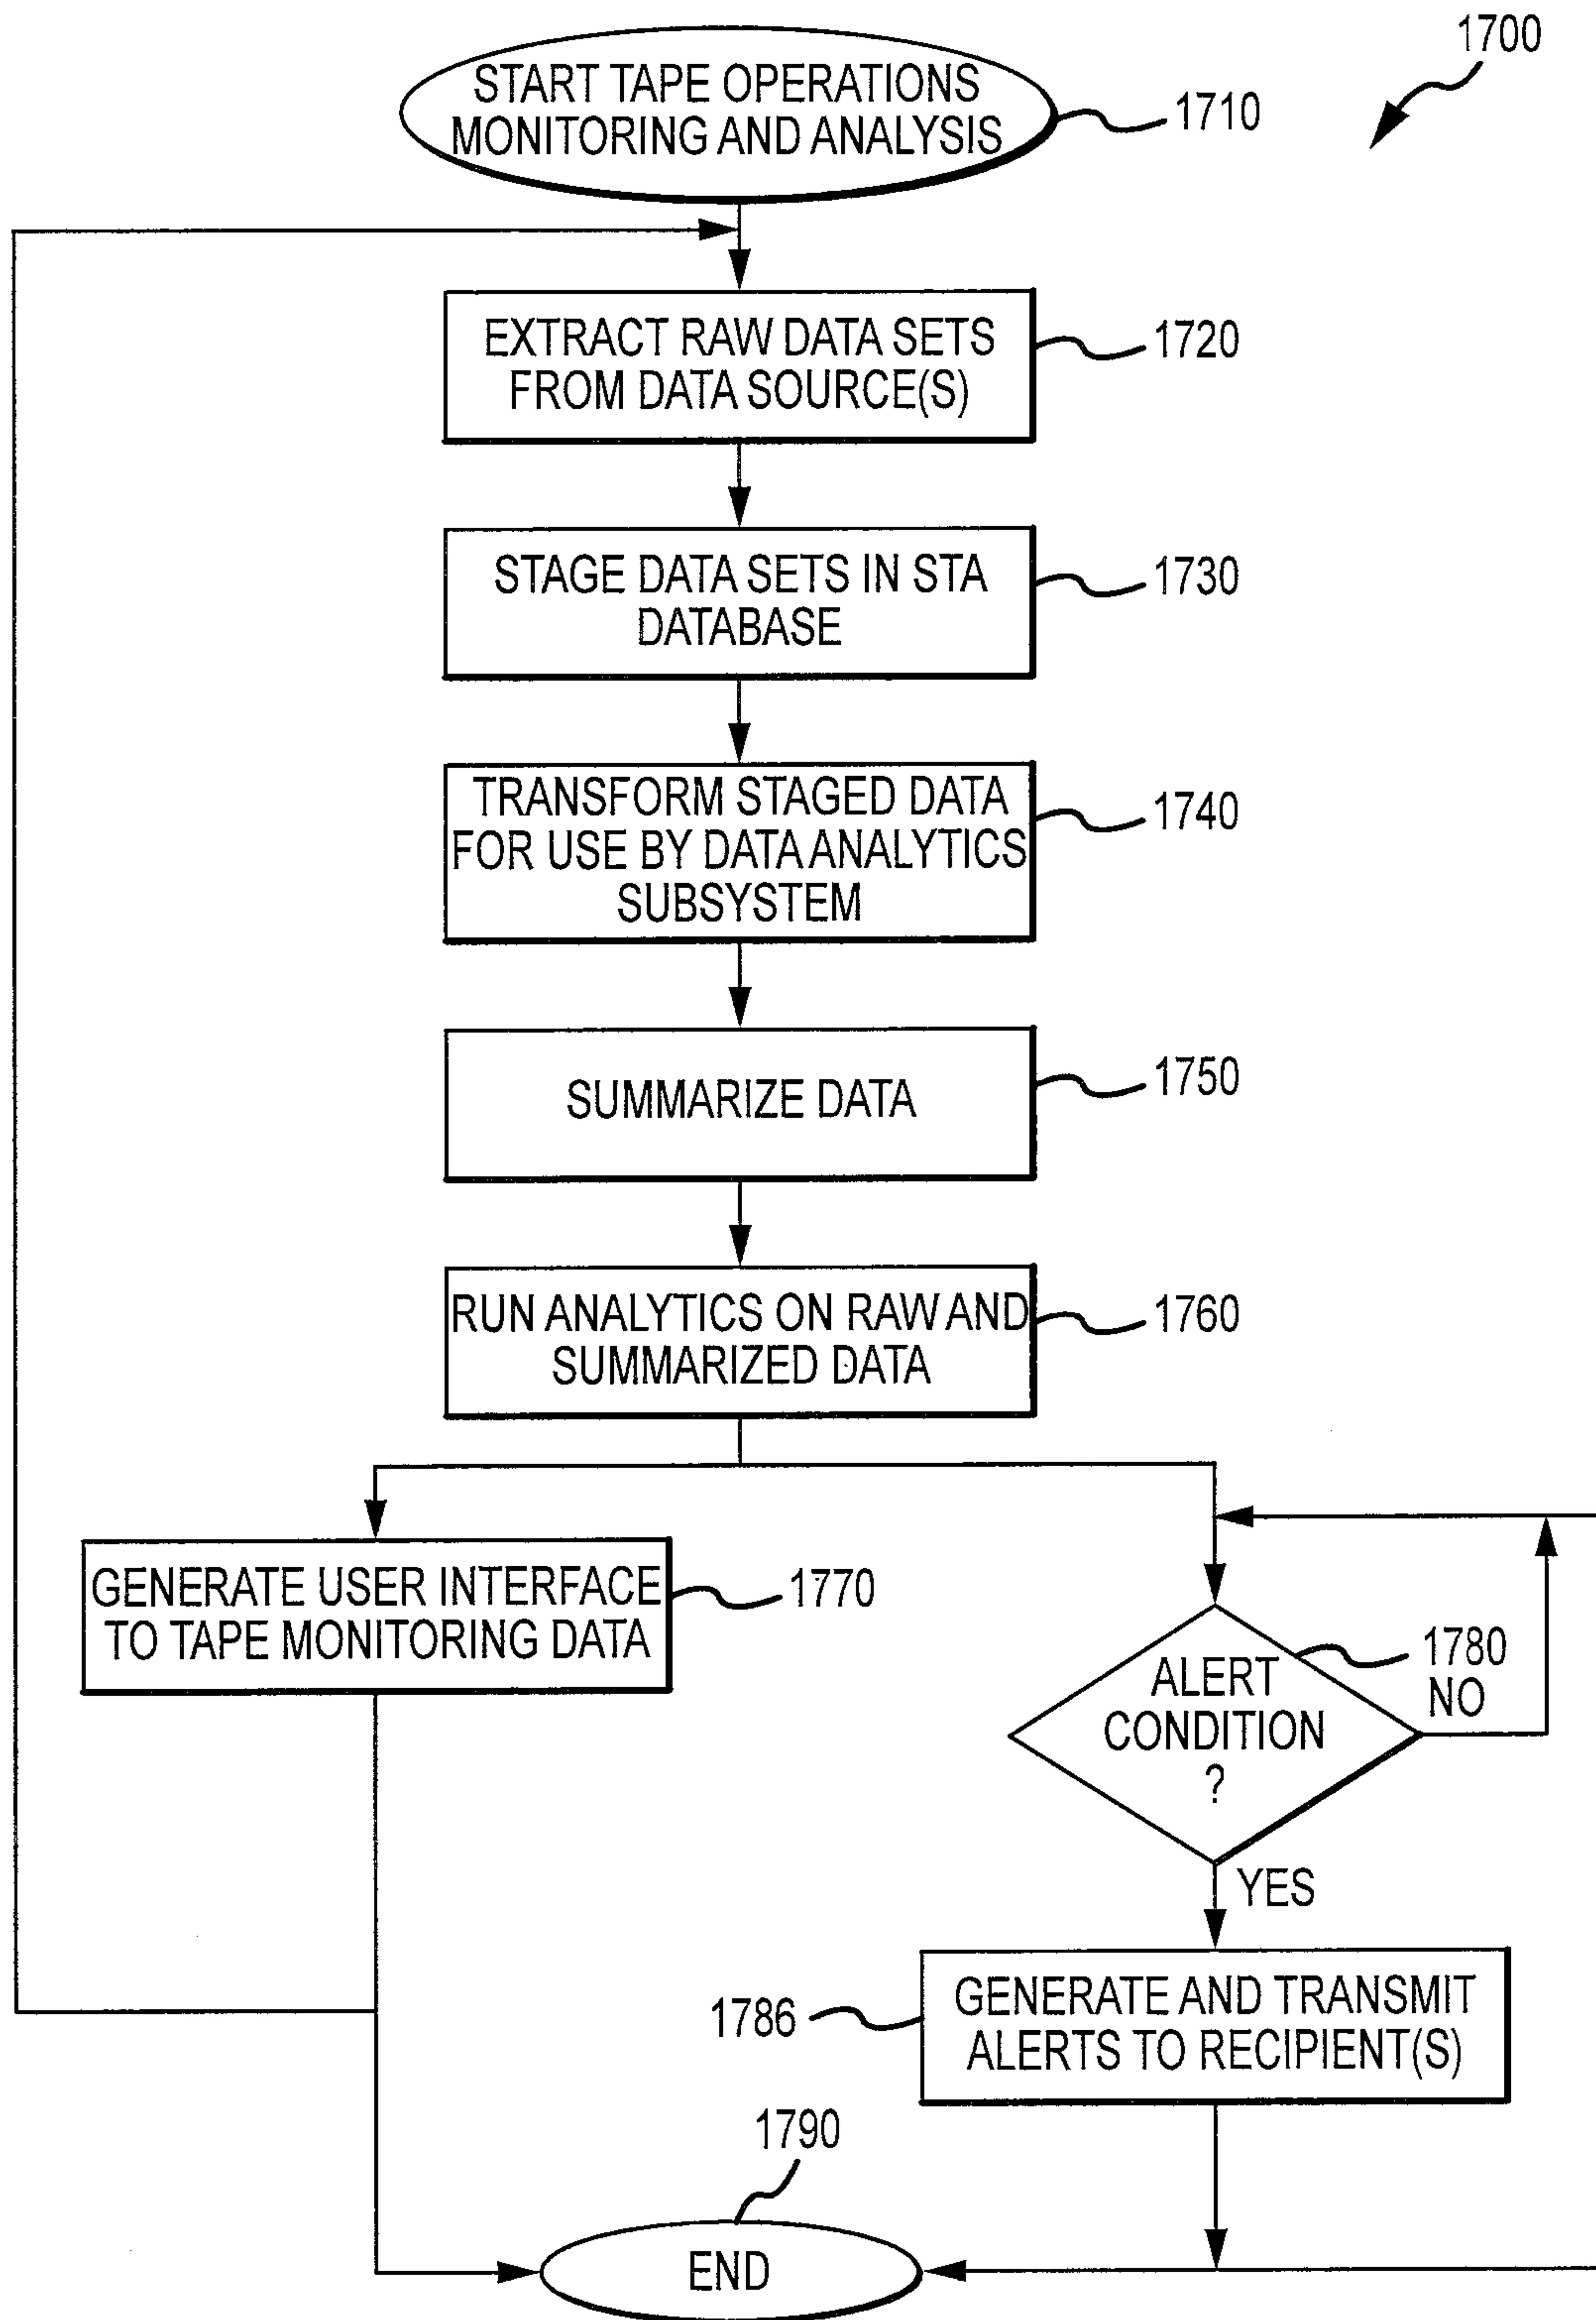 1700
START TAPE OPERATIONS
MONITORING AND ANALYSIS
1710
EXTRACT RAW DATA SETS
FROM DATA SOURCE(S)
1720
STAGE DATA SETS IN STA
DATABASE
1730
TRANSFORM STAGED DATA
FOR USE BY DATA ANALYTICS
SUBSYSTEM
1740
SUMMARIZE DATA
1750
RUN ANALYTICS ON RAW AND
SUMMARIZED DATA
1760
GENERATE USER INTERFACE
TO TAPE MONITORING DATA
1770
ALERT
CONDITION
?
1780
NO
YES
GENERATE AND TRANSMIT
ALERTS TO RECIPIENT(S)
1786
1790
END